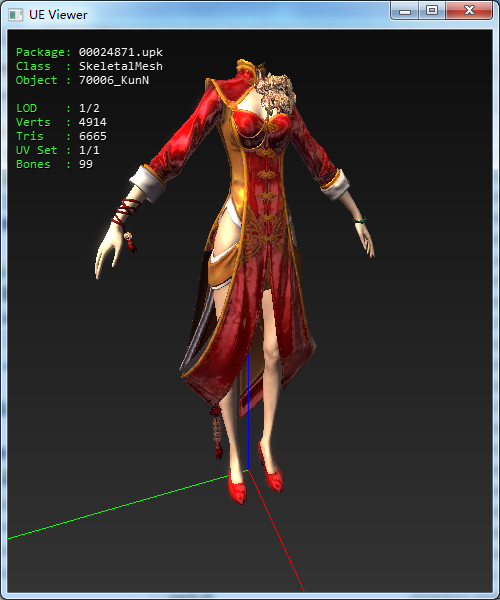 UE Viewer
Package: 00024871.upk
Class  : SkeletalMesh
Object : 70006_KunN
LOD    : 1/2
Verts  : 4914
Tris   : 6665
UV Set : 1/1
Bones  : 99